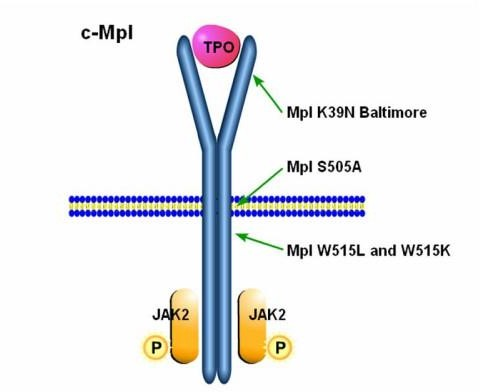 c-Mpl
TPO
Mpl K39N Baltimore
Mpl S505A
Mpl W515L and W515K
JAK2
JAK2
P
P